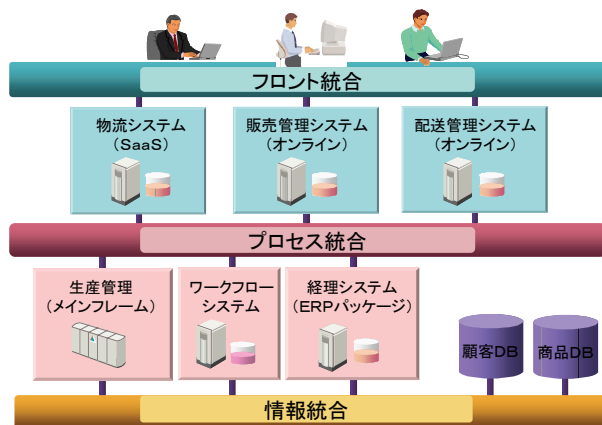 フロント統合
物流システム
（SaaS）
販売管理システム
（オンライン）
配送管理システム
（オンライン）
プロセス統合
生産管理
（メインフレーム）
ワークフロー
システム
経理システム
（ERPパッケージ）
顧客DB
商品DB
情報統合